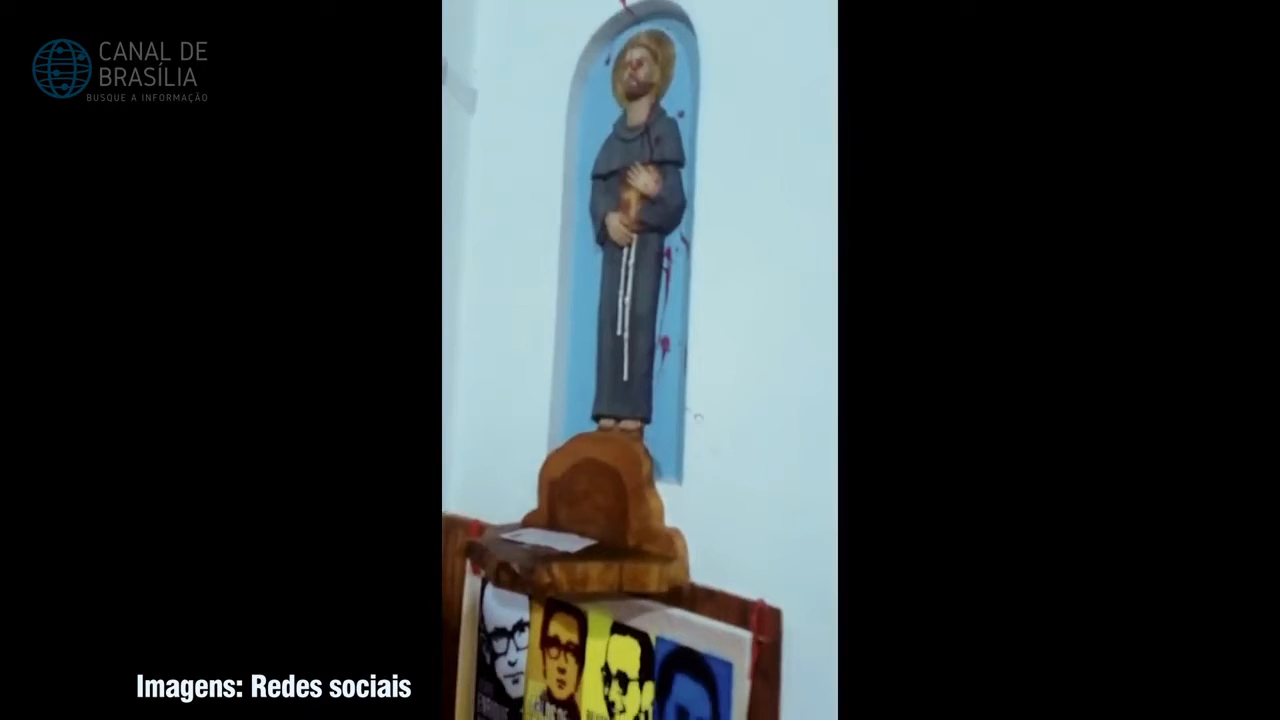 CANAL DE
BRASÍLIA
BUSQUE A INFORMAÇÃO
Imagens: Redes sociais